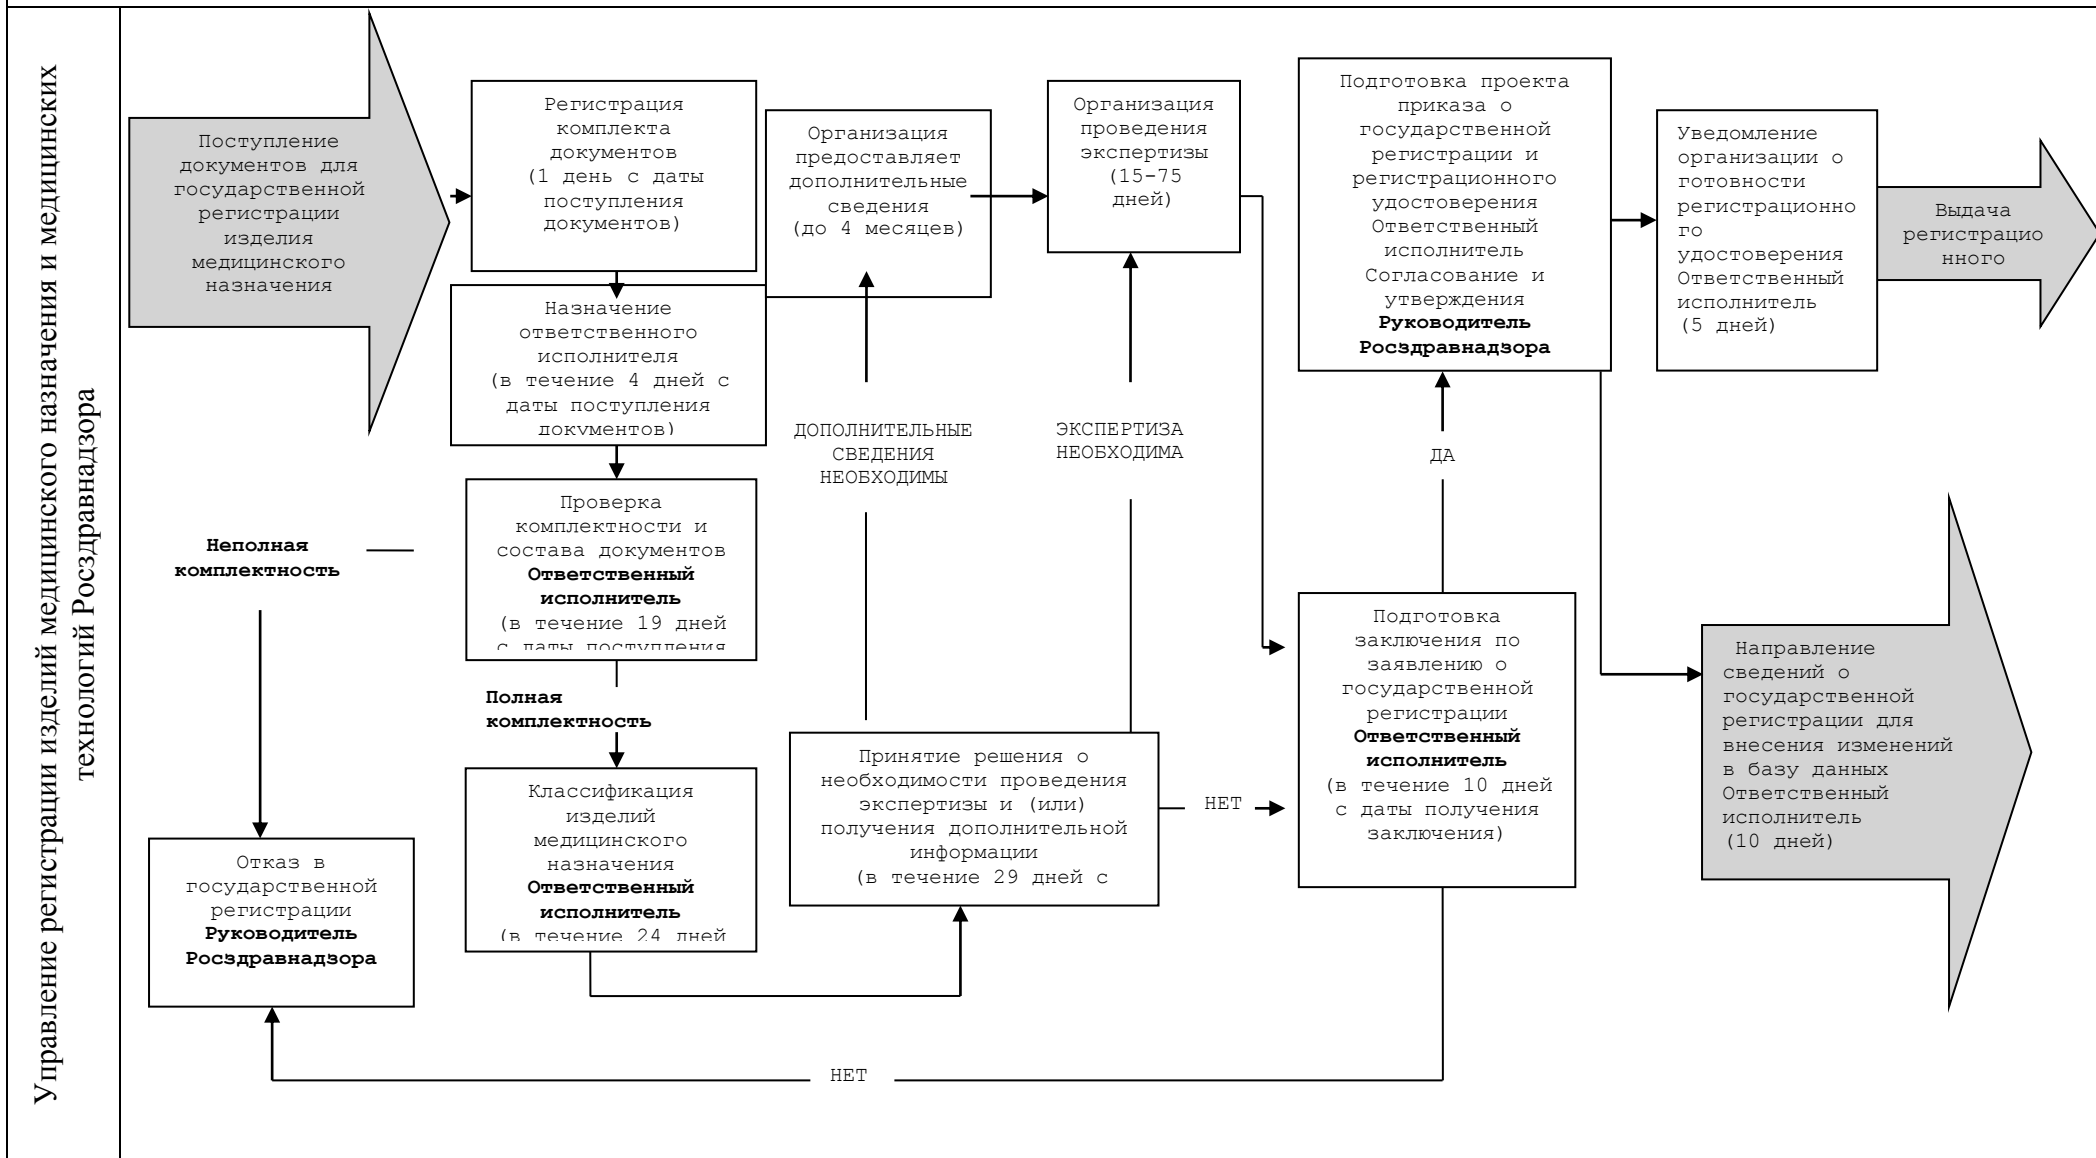 Управление регистрации изделий медицинского назначения и медицинских
технологий Росздравнадзора
Поступление
документов для
государственной
регистрации
изделия
медицинского
назначения
Регистрация
комплекта
документов
(1 день с даты
поступления
документов)
Назначение
ответственного
исполнителя
(в течение 4 дней с
даты поступления
документов)
Проверка
комплектности и
состава документов
Ответственный
исполнитель
(в течение 19 дней
с даты поступления
Неполная
комплектность
Полная
комплектность
Классификация
изделий
медицинского
назначения
Ответственный
исполнитель
(в течение 24 дней
Отказ в
государственной
регистрации
Руководитель
Росздравнадзора
Организация
предоставляет
дополнительные
сведения
(до 4 месяцев)
ДОПОЛНИТЕЛЬНЫЕ
СВЕДЕНИЯ
НЕОБХОДИМЫ
Принятие решения о
необходимости проведения
экспертизы и (или)
получения дополнительной
информации
(в течение 29 дней с
Организация
проведения
экспертизы
(15-75
дней)
ЭКСПЕРТИЗА
НЕОБХОДИМА
НЕТ
Подготовка
заключения по
заявлению о
государственной
регистрации
Ответственный
исполнитель
(в течение 10 дней
с даты получения
заключения)
ДА
НЕТ
Подготовка проекта
приказа о
государственной
регистрации и
регистрационного
удостоверения
Ответственный
исполнитель
Согласование и
утверждения
Руководитель
Росздравнадзора
Уведомление
организации о
готовности
регистрационно
го
удостоверения
Ответственный
исполнитель
(5 дней)
Выдача
регистрацио
нного
Направление
сведений о
государственной
регистрации для
внесения изменений
в базу данных
Ответственный
исполнитель
(10 дней)